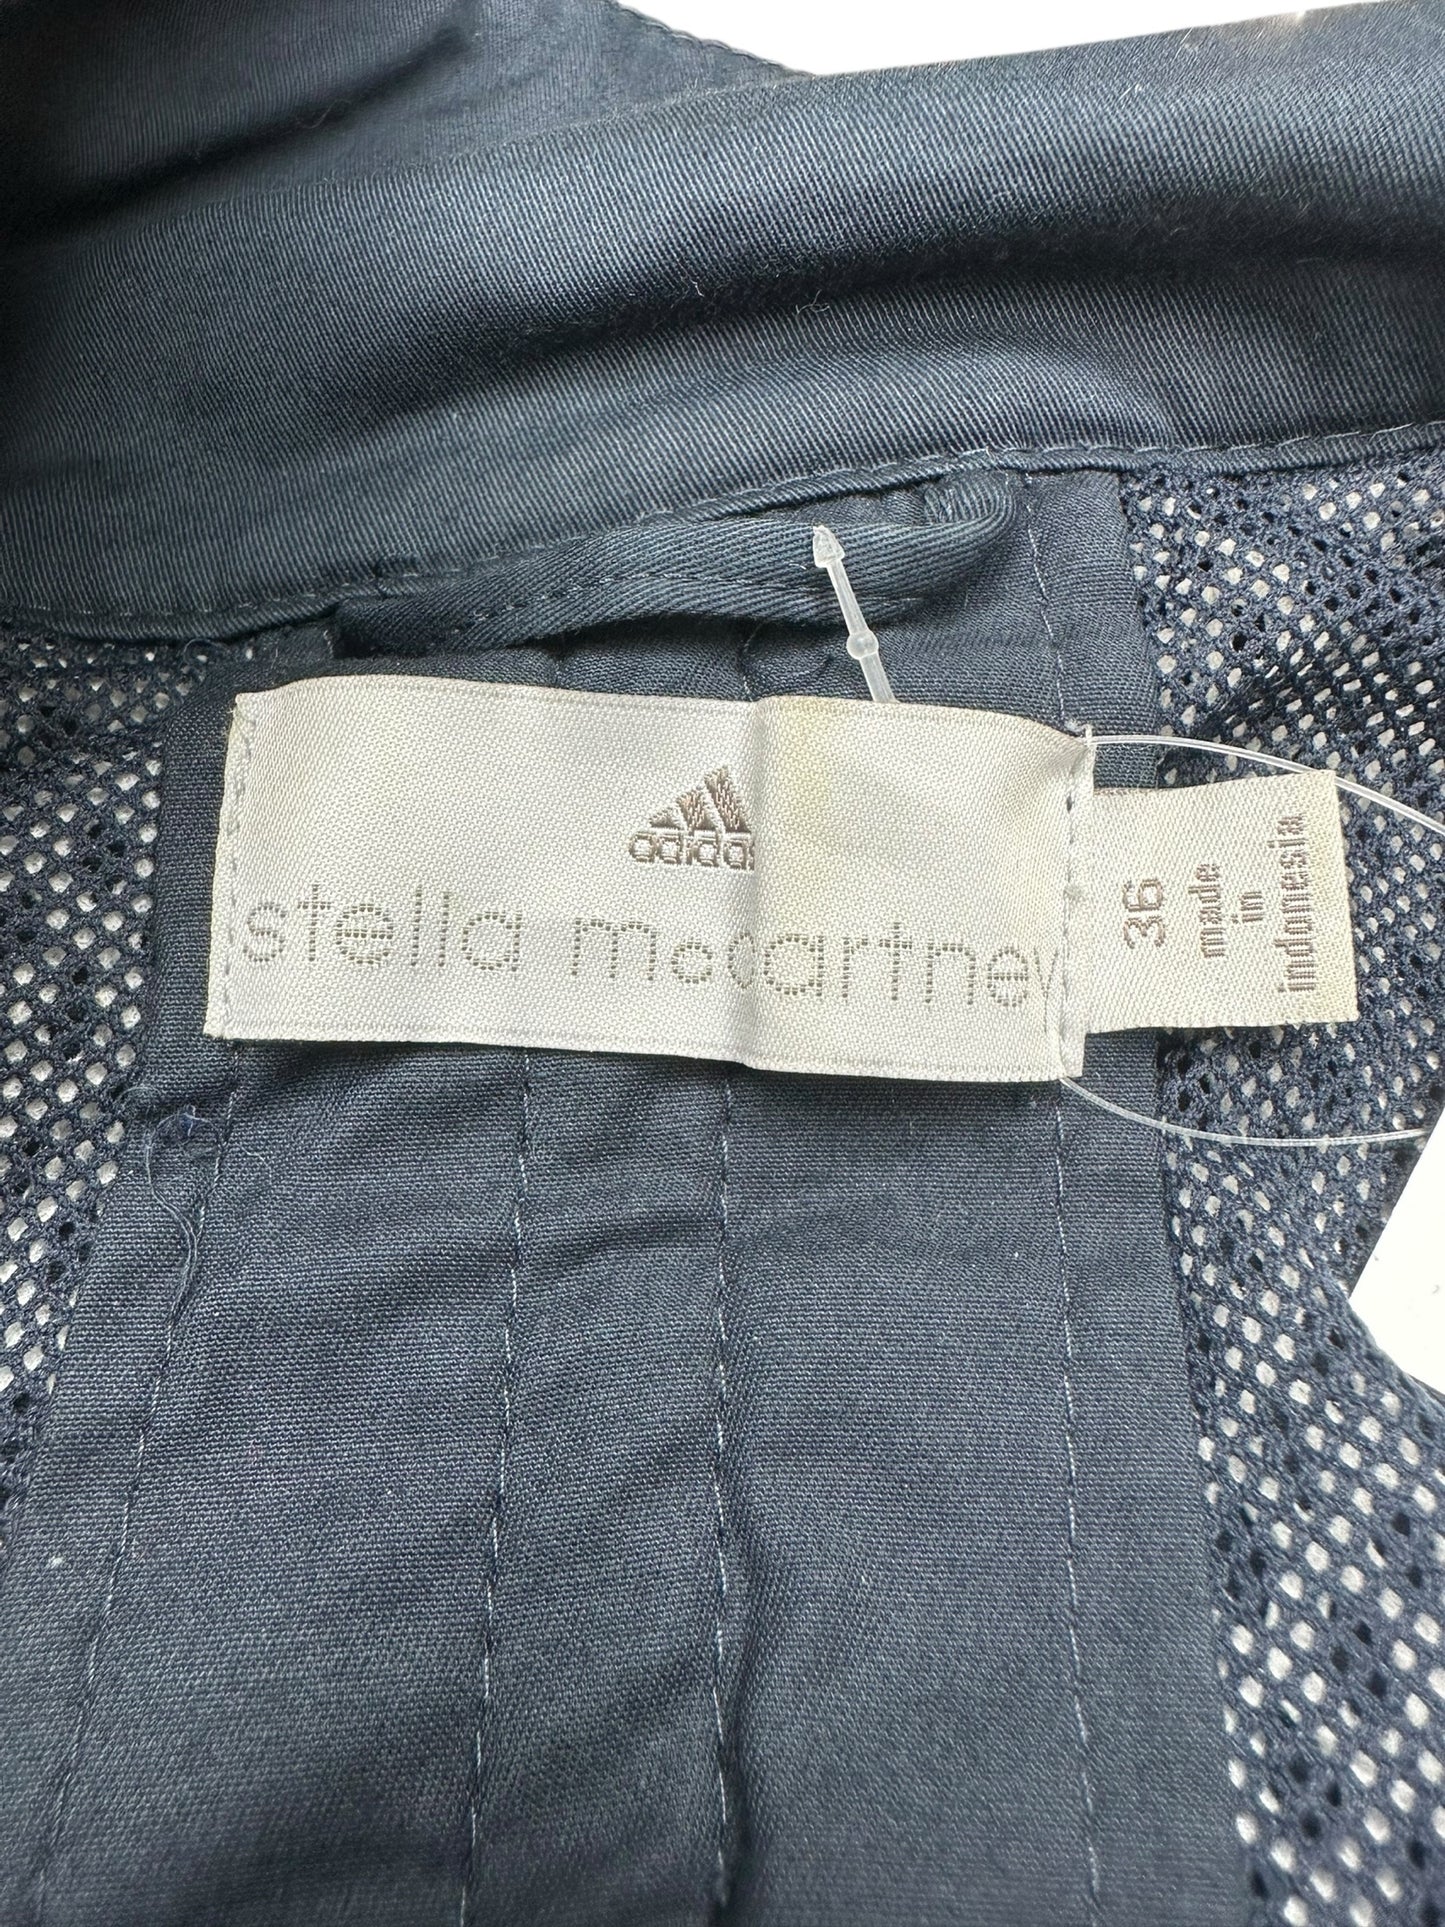 adidas
stella mccartney
36
made
in
indonesia